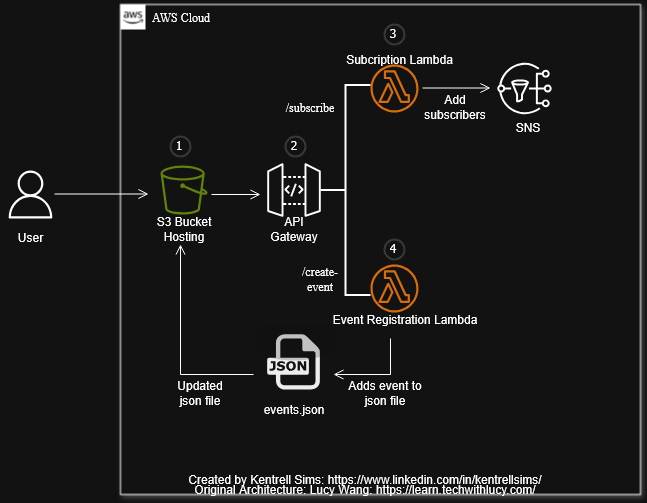 aws
AWS Cloud
3
Subcription Lambda
/subscribe
Add
subscribers
SNS
1
2
</>
User
S3 Bucket
Hosting
API
Gateway
4
/create-
event
Event Registration Lambda
JSON
Updated
json file
events.json
Adds event to
json file
Created by Kentrell Sims: https://www.linkedin.com/in/kentrellsims/
Original Architecture: Lucy Wang: https://learn.techwithlucy.com/